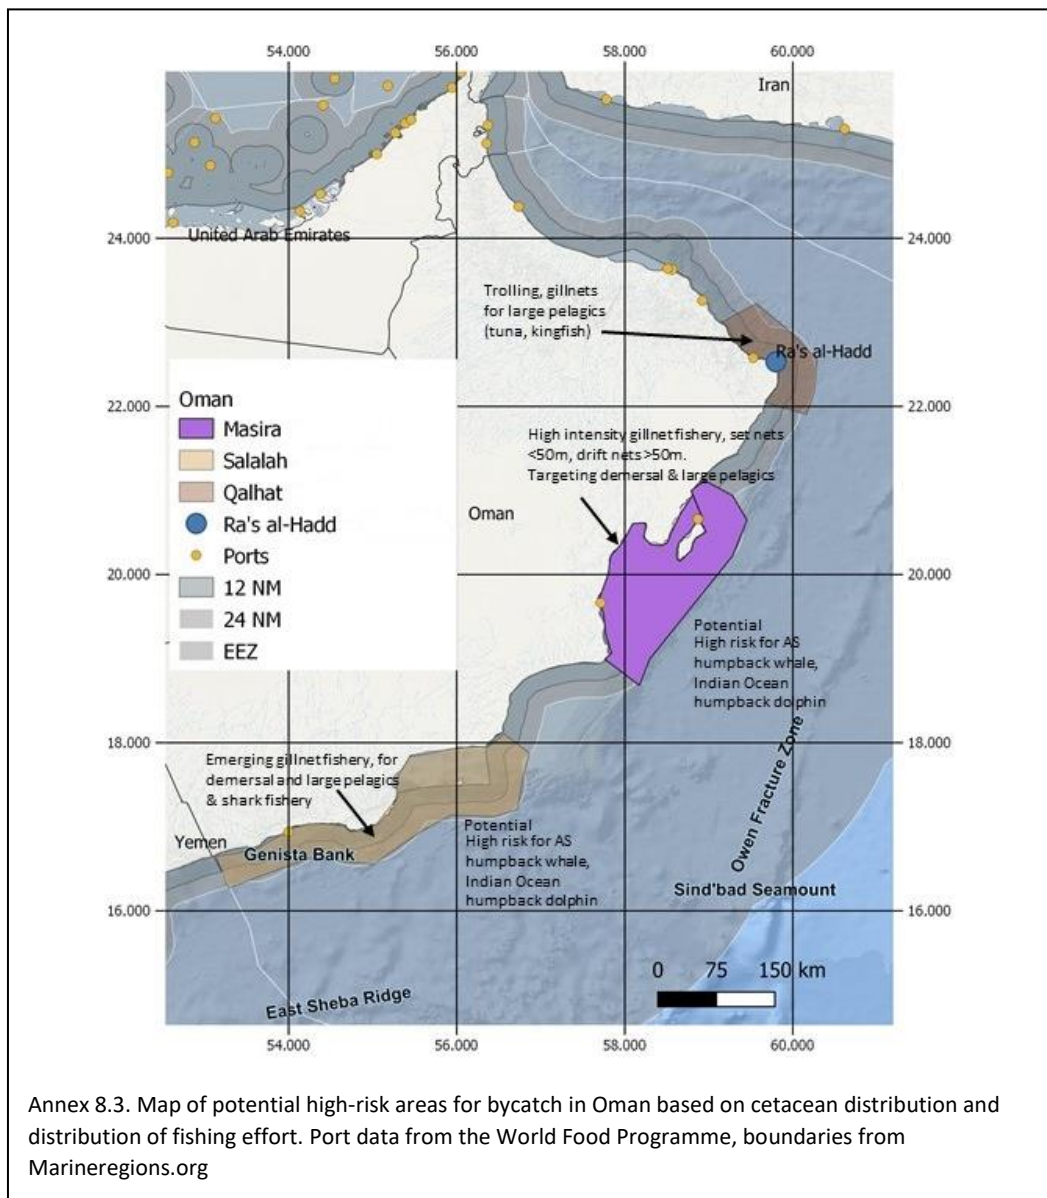 54.000 56.000 58.000 60.000
Iran
24.000 United Arab Emirates 24.000
Trolling, gillnets
for large pelagics
(tuna, kingfish)
Ra's al-Hadd
22.000 22.000
Oman
Masira
Salalah
Qalhat
Ra's al-Hadd
Ports
12 NM
24 NM
EEZ
High intensity gillnet fishery, set nets
<50m, drift nets >50m.
Targeting demersal & large pelagics
Oman
20.000 20.000
Potential
High risk for AS
humpback whale,
Indian Ocean
humpback dolphin
18.000 18.000
Emerging gillnet fishery, for
demersal and large pelagics
& shark fishery
Yemen
Genista Bank
Potential
High risk for AS
humpback whale,
Indian Ocean
humpback dolphin
Owen Fracture Zone
Sind'bad Seamount
16.000 16.000
0 75 150 km
East Sheba Ridge
54.000 56.000 58.000 60.000
Annex 8.3. Map of potential high-risk areas for bycatch in Oman based on cetacean distribution and
distribution of fishing effort. Port data from the World Food Programme, boundaries from
Marineregions.org